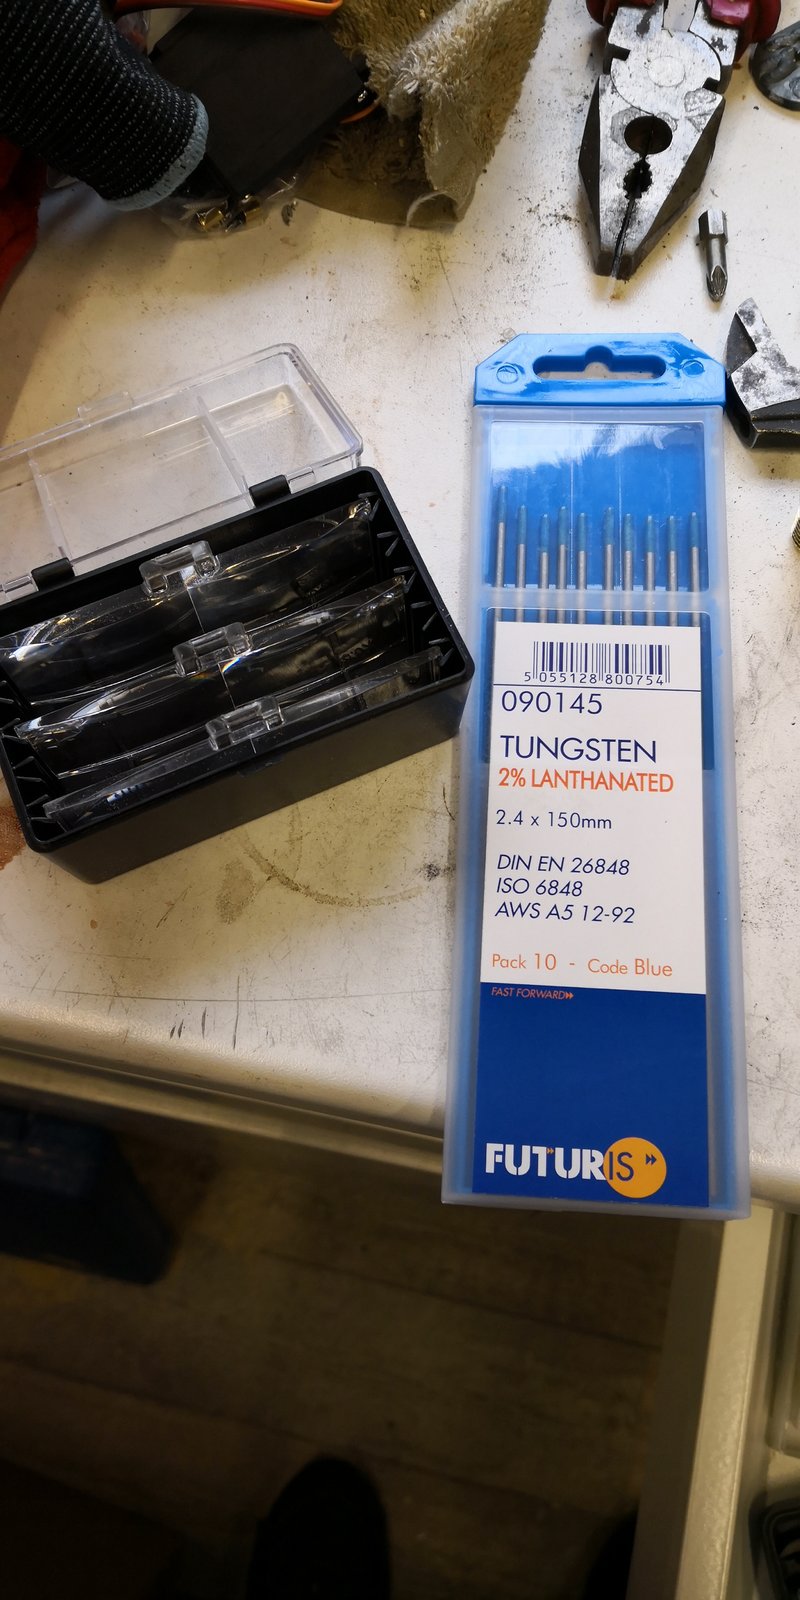 5 055128 800754
090145
TUNGSTEN
2% LANTHANATED
2.4 x 150mm
DIN EN 26848
ISO 6848
AWS A5 12-92
Pack 10 - Code Blue
FAST FORWARD
FUTURIS